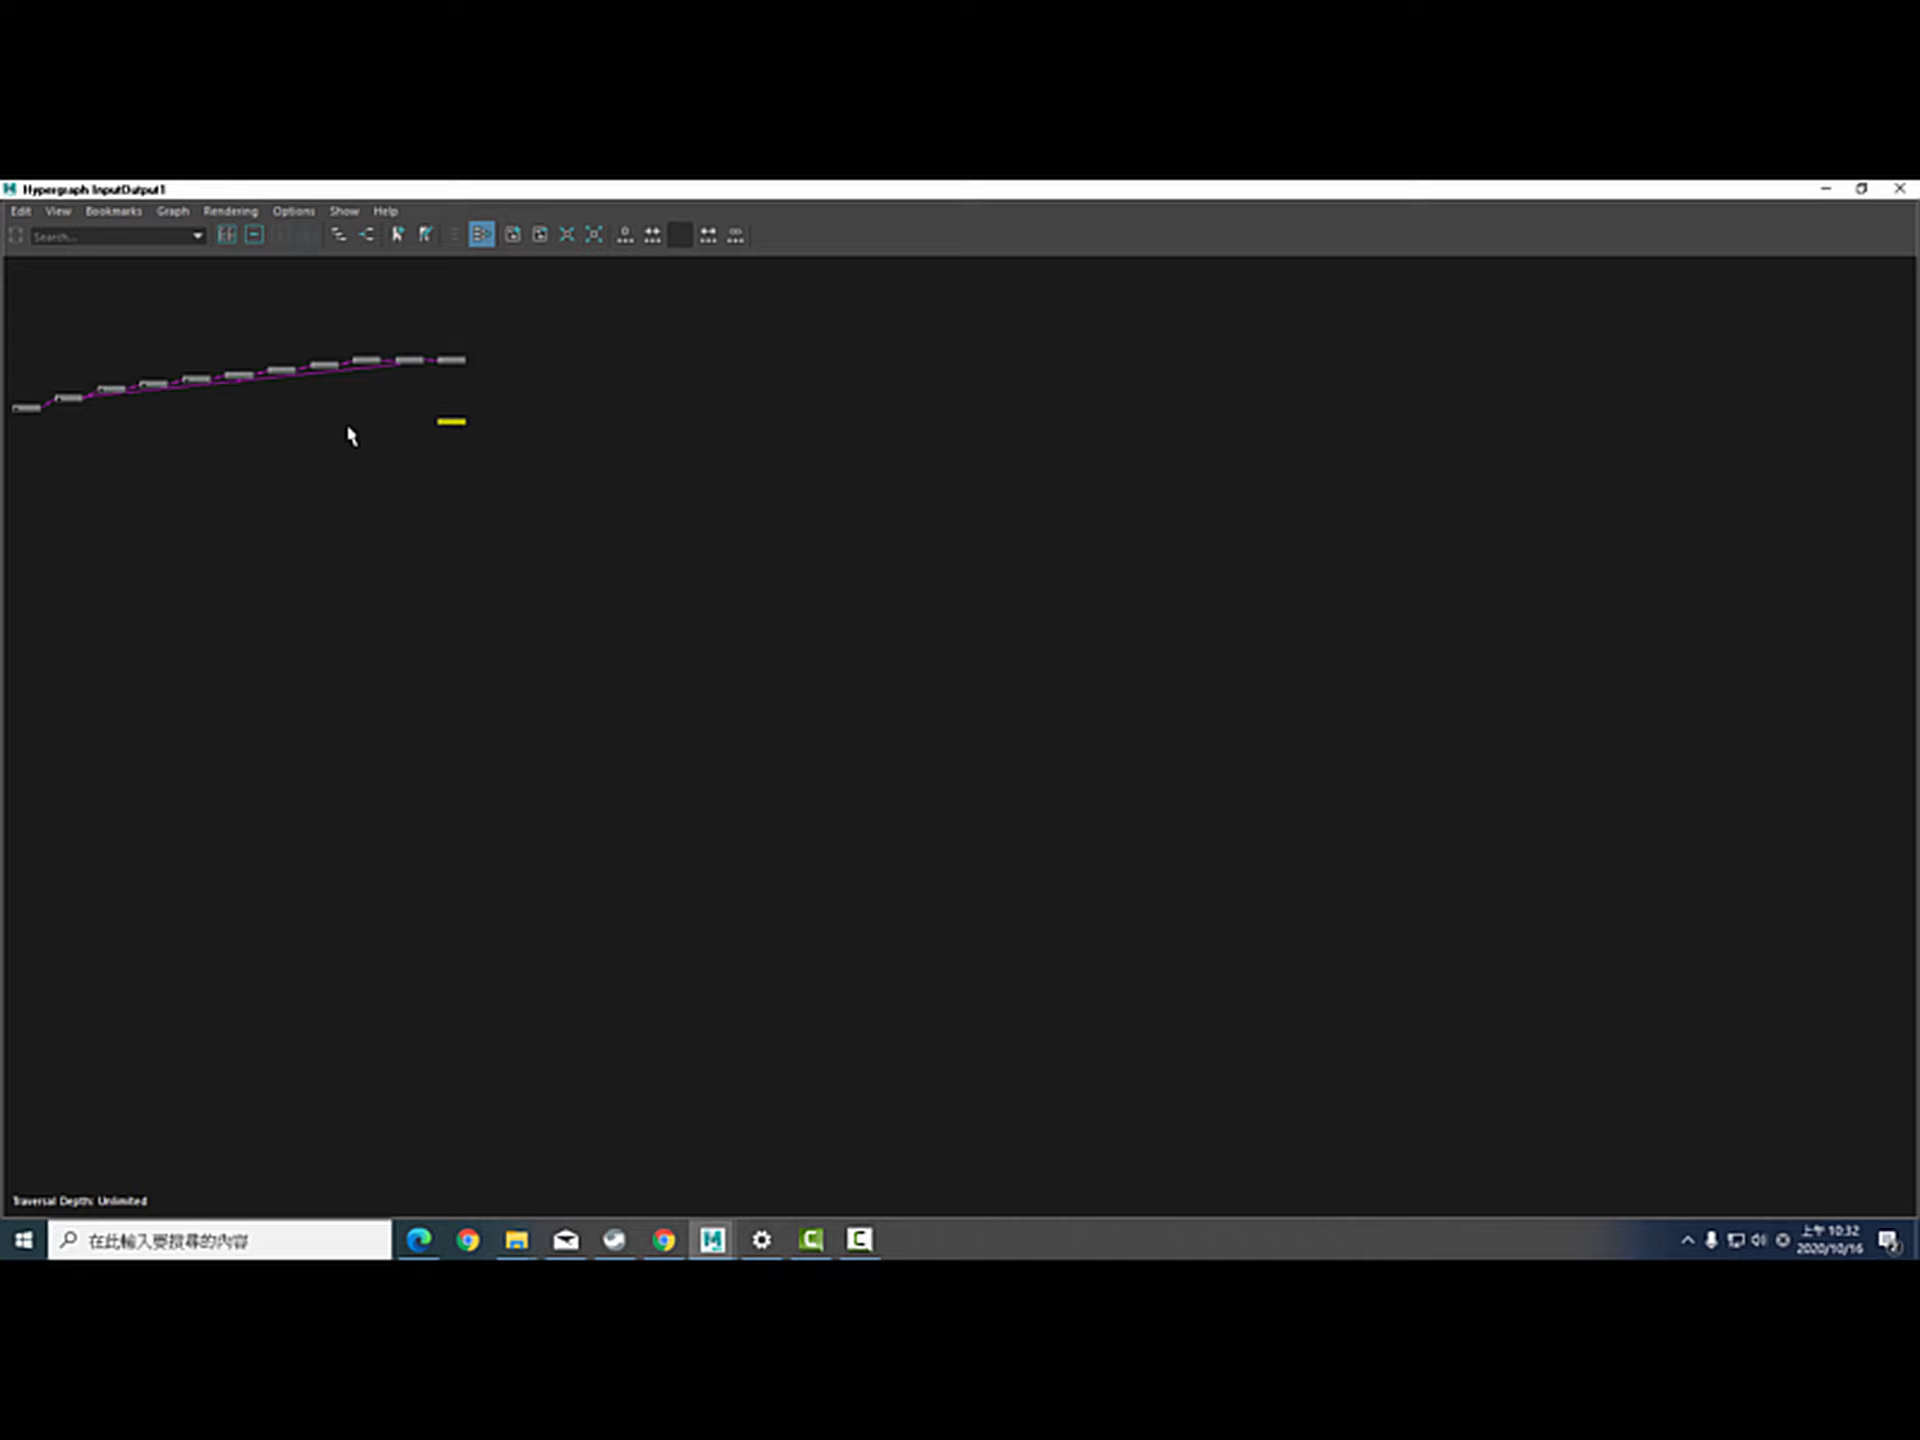 Hypergraph InputOutput1
Edit View Bookmarks Graph Rendering Options Show Help
Search...
Traversal Depth: Unlimited
在此輸入要搜尋的內容
上午 10:32
2020/10/16